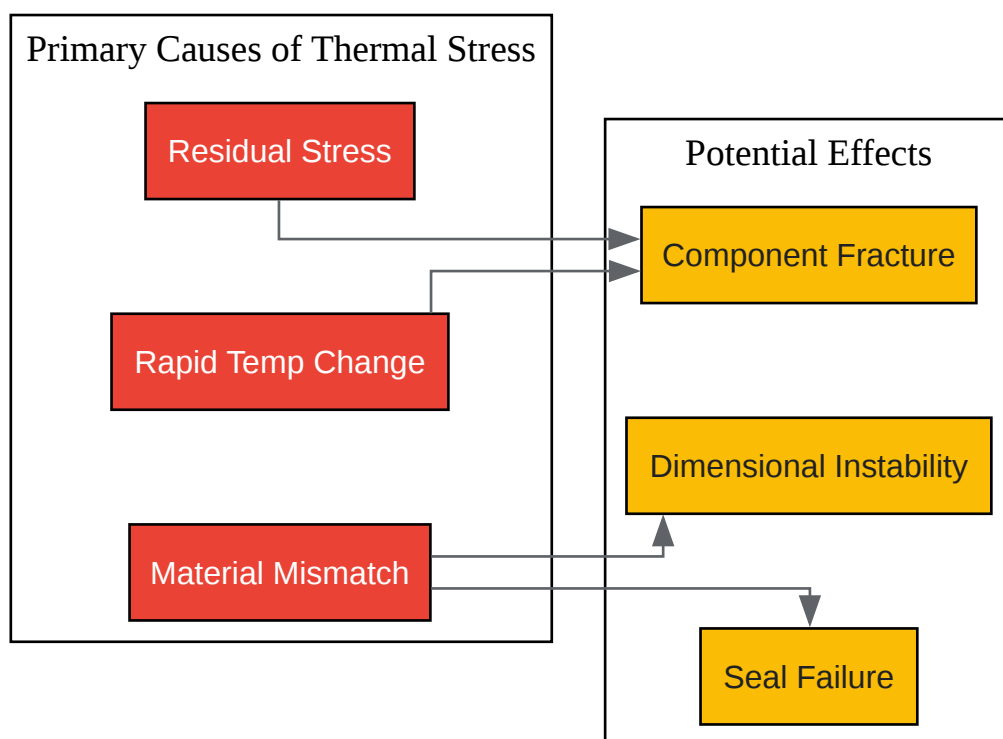 Primary Causes of Thermal Stress
Residual Stress
Rapid Temp Change
Material Mismatch
Potential Effects
Component Fracture
Dimensional Instability
Seal Failure